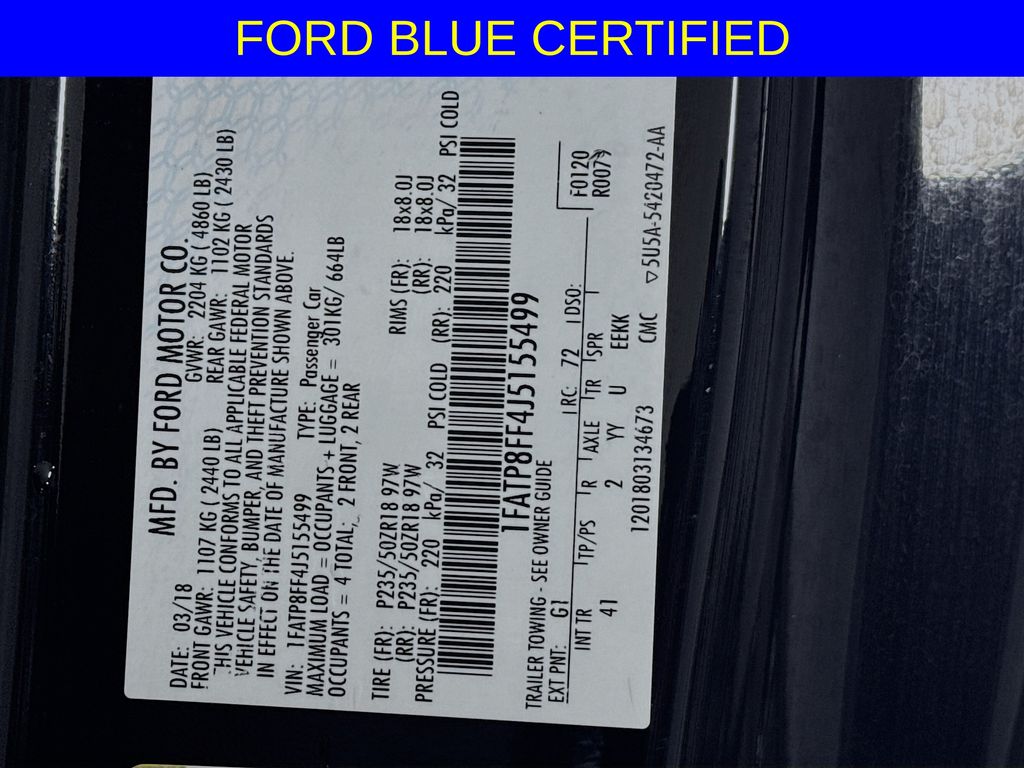 FORD BLUE CERTIFIED
MFD. BY FORD MOTOR CO.
DATE: 03/18 GVWR: 2204 KG ( 4860 LB)
FRONT GAWR: 1107 KG ( 2440 LB) REAR GAWR: 1102 KG ( 2430 LB)
THIS VEHICLE CONFORMS TO ALL APPLICABLE FEDERAL MOTOR
VEHICLE SAFETY, BUMPER, AND THEFT PREVENTION STANDARDS
IN EFFECT ON THE DATE OF MANUFACTURE SHOWN ABOVE.
VIN: 1FATP8FF4J5155499 TYPE: Passenger Car
MAXIMUM LOAD = OCCUPANTS + LUGGAGE = 301KG/ 664LB
OCCUPANTS = 4 TOTAL; 2 FRONT, 2 REAR
TIRE (FR): P235/50ZR18 97W RIMS (FR): 18x8.0J
(RR): P235/50ZR18 97W (RR): 18x8.0J
PRESSURE (FR): 220 kPa/ 32 PSI COLD (RR): 220 kPa/ 32 PSI COLD
1FATP8FF4J5155499
TRAILER TOWING - SEE OWNER GUIDE F0120
EXT PNT: G1 RC: 72 DSO: R0079
INT TR TP/PS R AXLE TR SPR
41 2 YY U EEKK
1201803134673 CMC ▽5U5A-5420472-AA